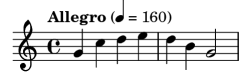 Allegro (♩ = 160)